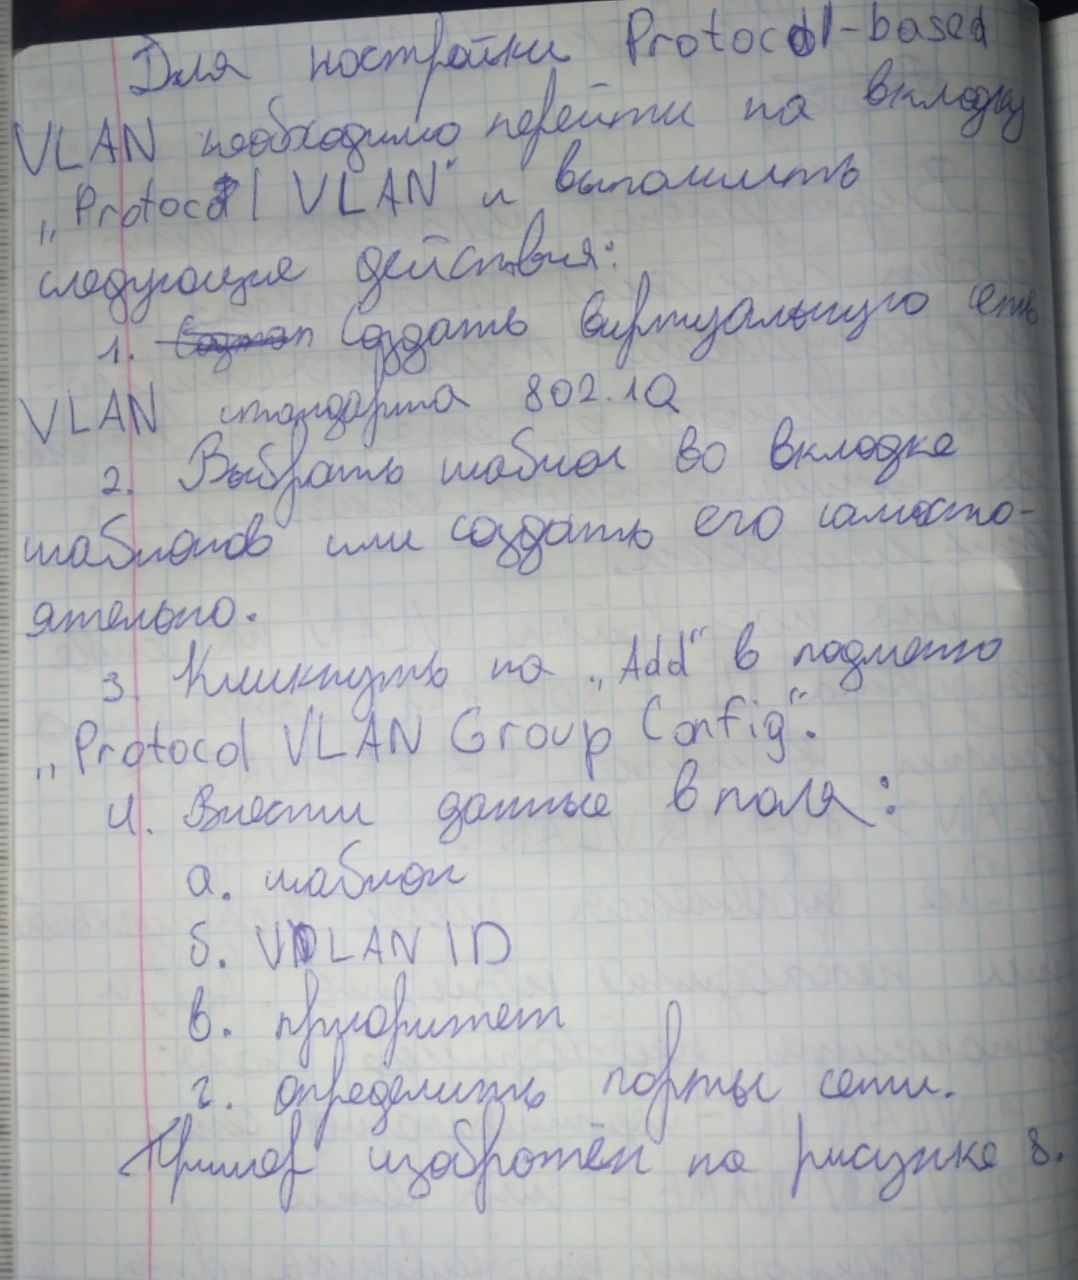 Для настройки Protocol-based
VLAN необходимо перейти на вкладку
„Protocol VLAN“ и выполнить
следующие действия:
1. Создать виртуальную сеть
VLAN стандарта 802.1Q
2. Выбрать шаблон во вкладке
шаблонов или создать его самосто-
ятельно.
3. Кликнуть на „Add“ в подменю
„Protocol VLAN Group Config“.
4. Внести данные в поля:
а. шаблон
б. VLAN ID
в. приоритет
г. определить порты сети.
Пример изображён на рисунке 8.